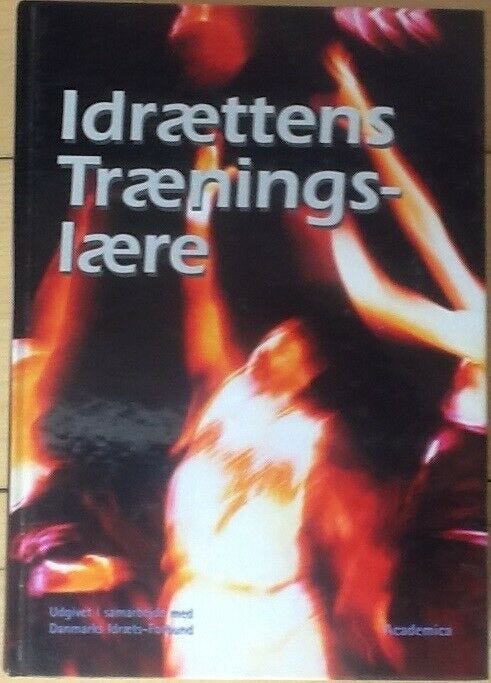 Idrættens
Trænings-
lære
Udgivet i samarbejde med
Danmarks Idræts-Forbund
Academica